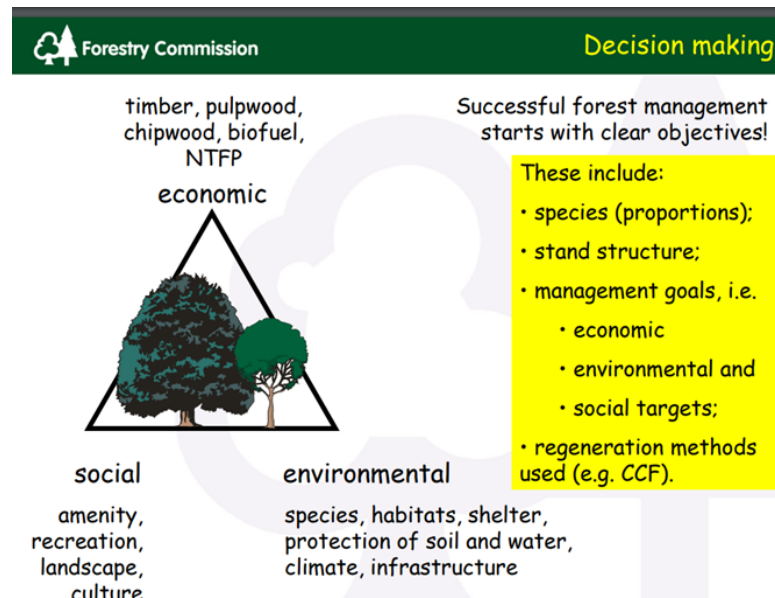 Forestry Commission
Decision making
timber, pulpwood,
chipwood, biofuel,
NTFP
economic
social
amenity,
recreation,
landscape,
culture
environmental
species, habitats, shelter,
protection of soil and water,
climate, infrastructure
Successful forest management
starts with clear objectives!
These include:
• species (proportions);
• stand structure;
• management goals, i.e.
• economic
• environmental and
• social targets;
• regeneration methods
used (e.g. CCF).